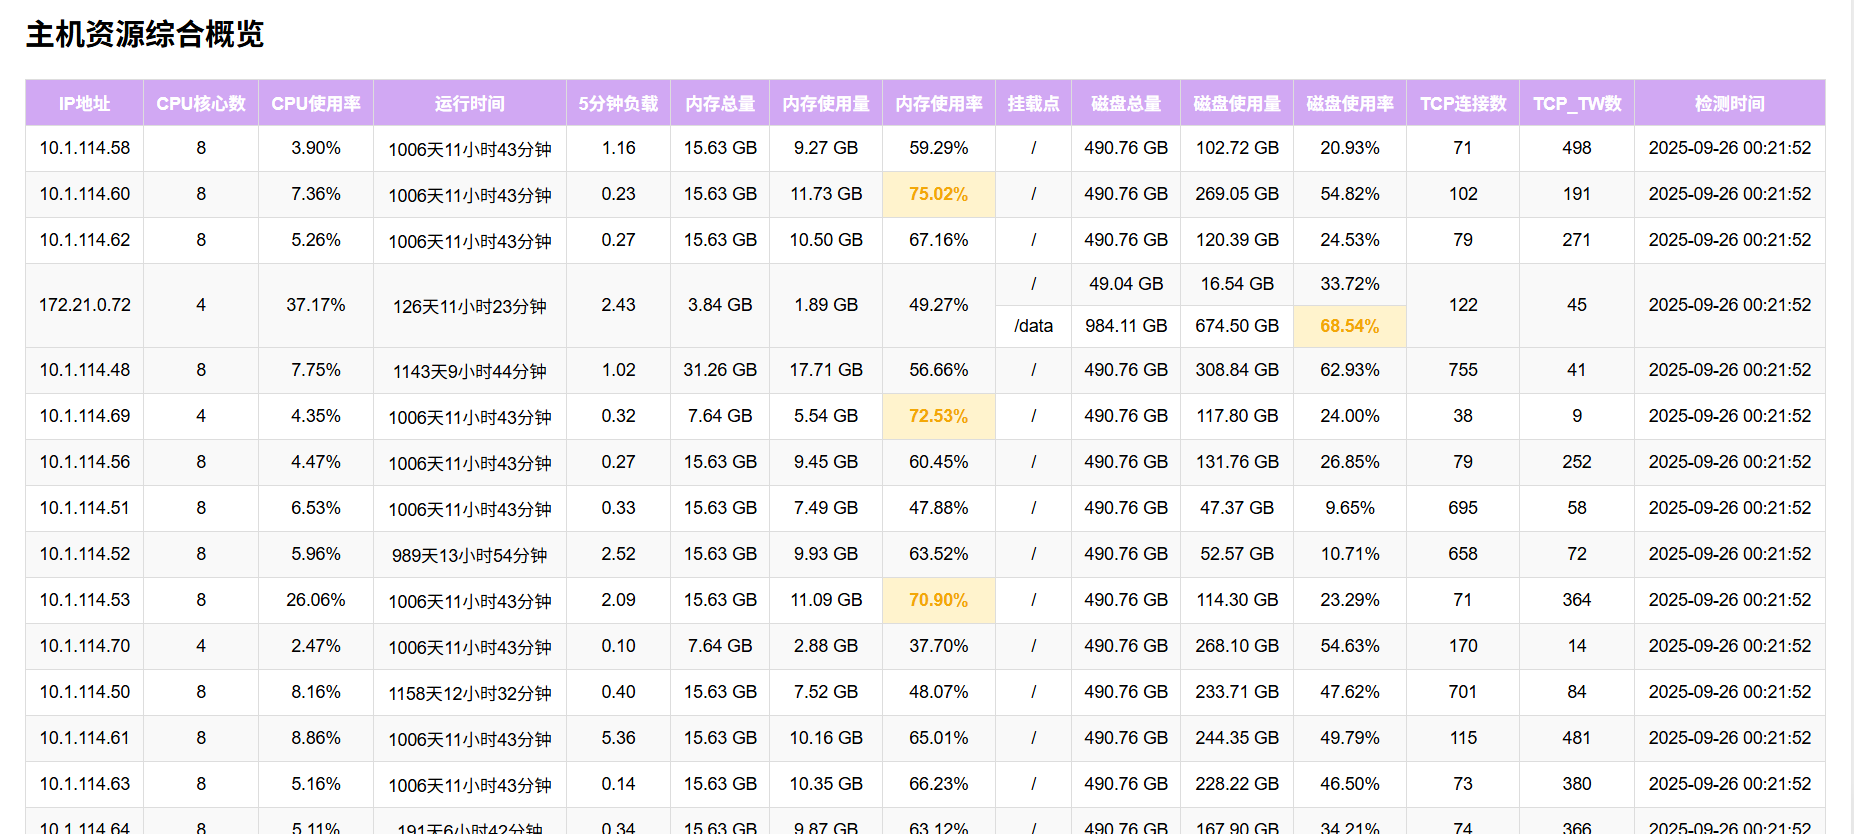 主机资源综合概览
IP地址 CPU核心数 CPU使用率 运行时间 5分钟负载 内存总量 内存使用量 内存使用率 挂载点 磁盘总量 磁盘使用量 磁盘使用率 TCP连接数 TCP_TW数 检测时间
10.1.114.58 8 3.90% 1006天11小时43分钟 1.16 15.63 GB 9.27 GB 59.29% / 490.76 GB 102.72 GB 20.93% 71 498 2025-09-26 00:21:52
10.1.114.60 8 7.36% 1006天11小时43分钟 0.23 15.63 GB 11.73 GB 75.02% / 490.76 GB 269.05 GB 54.82% 102 191 2025-09-26 00:21:52
10.1.114.62 8 5.26% 1006天11小时43分钟 0.27 15.63 GB 10.50 GB 67.16% / 490.76 GB 120.39 GB 24.53% 79 271 2025-09-26 00:21:52
172.21.0.72 4 37.17% 126天11小时23分钟 2.43 3.84 GB 1.89 GB 49.27% / 49.04 GB 16.54 GB 33.72% 122 45 2025-09-26 00:21:52
/data 984.11 GB 674.50 GB 68.54%
10.1.114.48 8 7.75% 1143天9小时44分钟 1.02 31.26 GB 17.71 GB 56.66% / 490.76 GB 308.84 GB 62.93% 755 41 2025-09-26 00:21:52
10.1.114.69 4 4.35% 1006天11小时43分钟 0.32 7.64 GB 5.54 GB 72.53% / 490.76 GB 117.80 GB 24.00% 38 9 2025-09-26 00:21:52
10.1.114.56 8 4.47% 1006天11小时43分钟 0.27 15.63 GB 9.45 GB 60.45% / 490.76 GB 131.76 GB 26.85% 79 252 2025-09-26 00:21:52
10.1.114.51 8 6.53% 1006天11小时43分钟 0.33 15.63 GB 7.49 GB 47.88% / 490.76 GB 47.37 GB 9.65% 695 58 2025-09-26 00:21:52
10.1.114.52 8 5.96% 989天13小时54分钟 2.52 15.63 GB 9.93 GB 63.52% / 490.76 GB 52.57 GB 10.71% 658 72 2025-09-26 00:21:52
10.1.114.53 8 26.06% 1006天11小时43分钟 2.09 15.63 GB 11.09 GB 70.90% / 490.76 GB 114.30 GB 23.29% 71 364 2025-09-26 00:21:52
10.1.114.70 4 2.47% 1006天11小时43分钟 0.10 7.64 GB 2.88 GB 37.70% / 490.76 GB 268.10 GB 54.63% 170 14 2025-09-26 00:21:52
10.1.114.50 8 8.16% 1158天12小时32分钟 0.40 15.63 GB 7.52 GB 48.07% / 490.76 GB 233.71 GB 47.62% 701 84 2025-09-26 00:21:52
10.1.114.61 8 8.86% 1006天11小时43分钟 5.36 15.63 GB 10.16 GB 65.01% / 490.76 GB 244.35 GB 49.79% 115 481 2025-09-26 00:21:52
10.1.114.63 8 5.16% 1006天11小时43分钟 0.14 15.63 GB 10.35 GB 66.23% / 490.76 GB 228.22 GB 46.50% 73 380 2025-09-26 00:21:52
10.1.114.64 8 5.11% 191天6小时42分钟 0.34 15.63 GB 9.87 GB 63.12% / 490.76 GB 167.90 GB 34.21% 74 366 2025-09-26 00:21:52